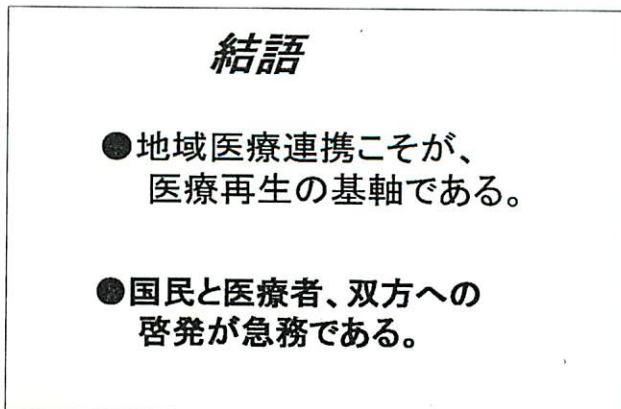 結語
●地域医療連携こそが、
医療再生の基軸である。
●国民と医療者、双方への
啓発が急務である。